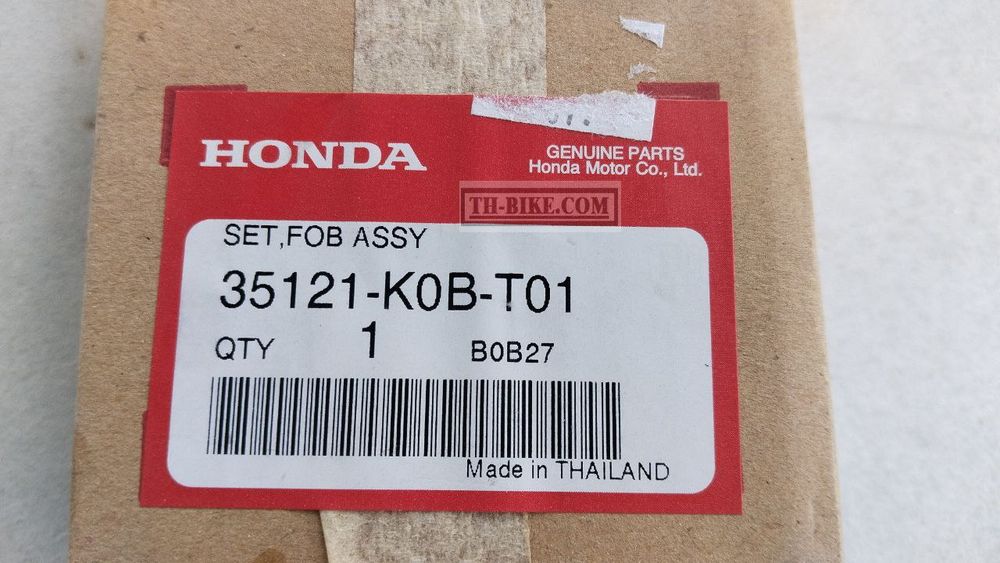 HONDA
GENUINE PARTS
Honda Motor Co., Ltd.
TH-BIKE.COM
SET,FOB ASSY
35121-K0B-T01
QTY 1 B0B27
Made in THAILAND